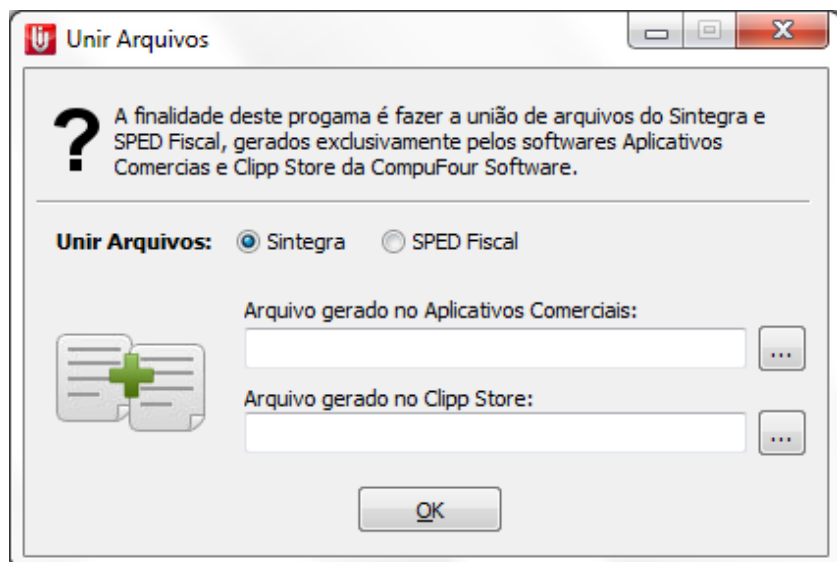 Unir Arquivos
A finalidade deste progama é fazer a união de arquivos do Sintegra e
SPED Fiscal, gerados exclusivamente pelos softwares Aplicativos
Comercias e Clipp Store da CompuFour Software.
Unir Arquivos: Sintegra SPED Fiscal
Arquivo gerado no Aplicativos Comerciais:
...
Arquivo gerado no Clipp Store:
...
OK